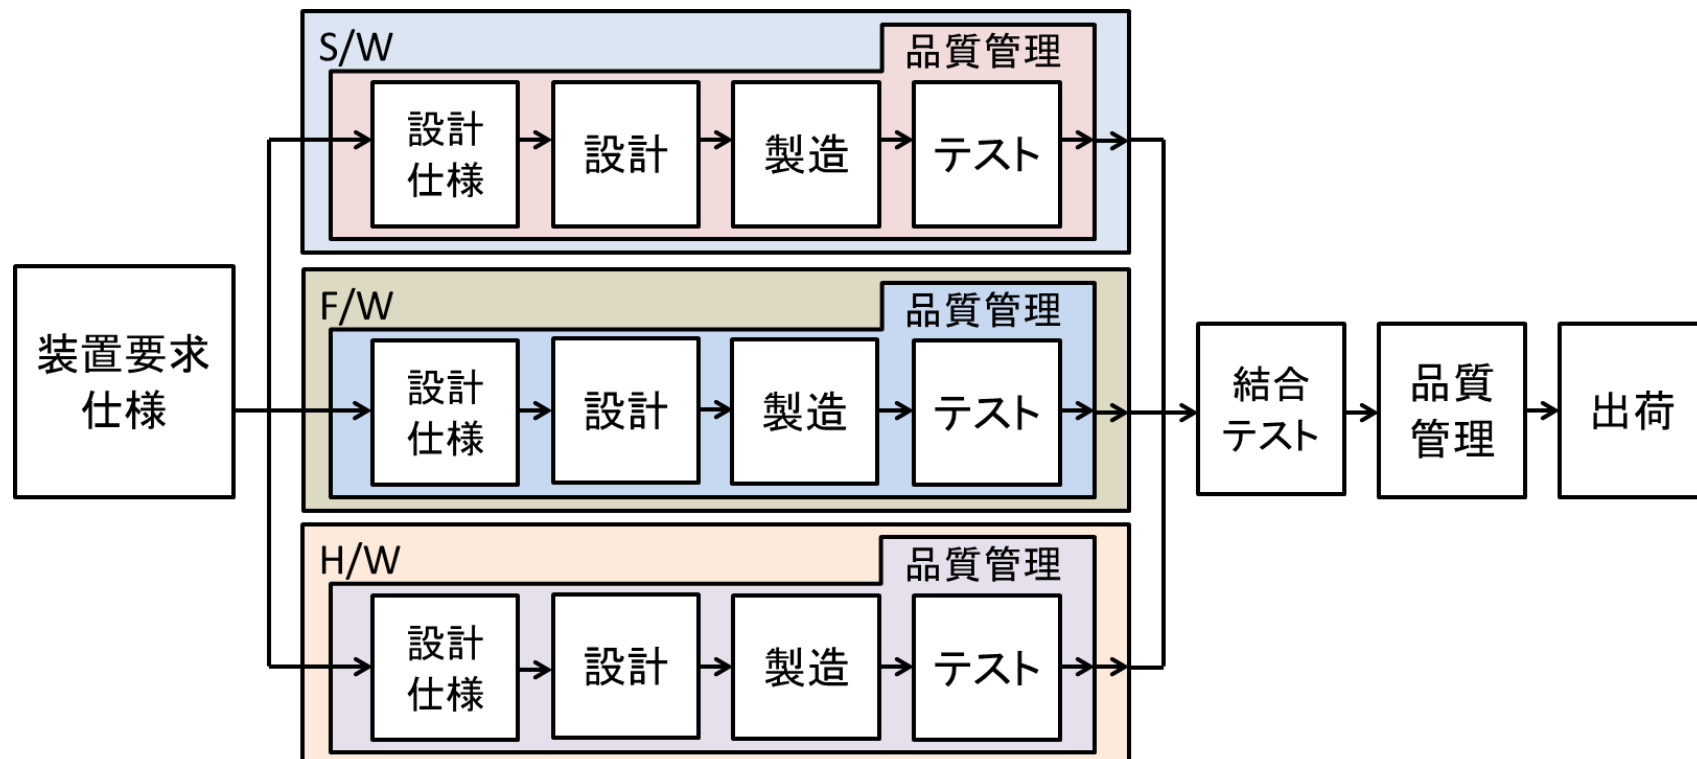 装置要求
仕様
S/W
品質管理
設計
仕様
設計
製造
テスト
F/W
品質管理
設計
仕様
設計
製造
テスト
H/W
品質管理
設計
仕様
設計
製造
テスト
結合
テスト
品質
管理
出荷